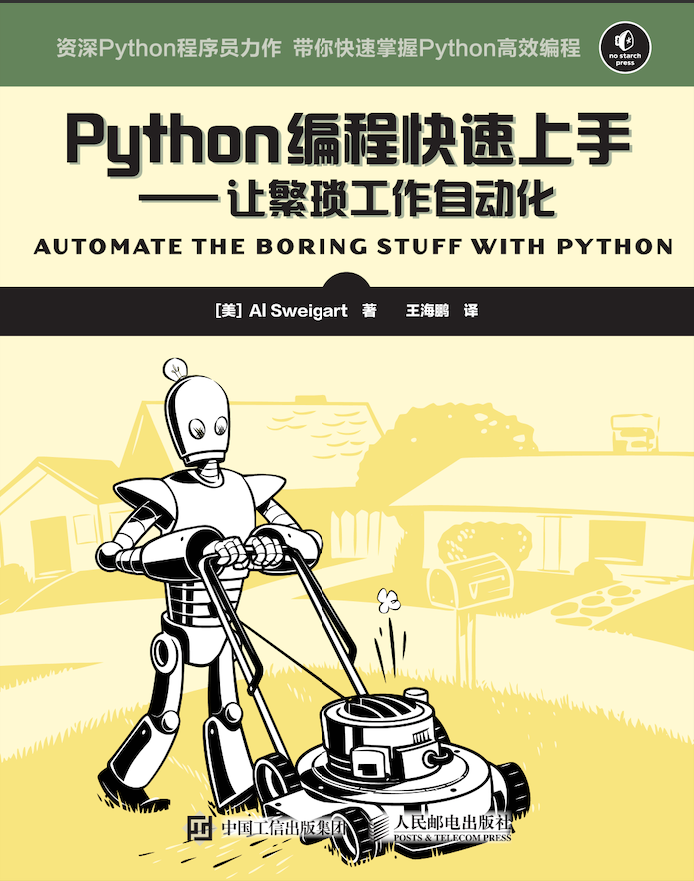 资深Python程序员力作 带你快速掌握Python高效编程
no starch
press
Python编程快速上手
——让繁琐工作自动化
AUTOMATE THE BORING STUFF WITH PYTHON
[美] Al Sweigart 著 王海鹏 译
中国工信出版集团 人民邮电出版社
POSTS & TELECOM PRESS